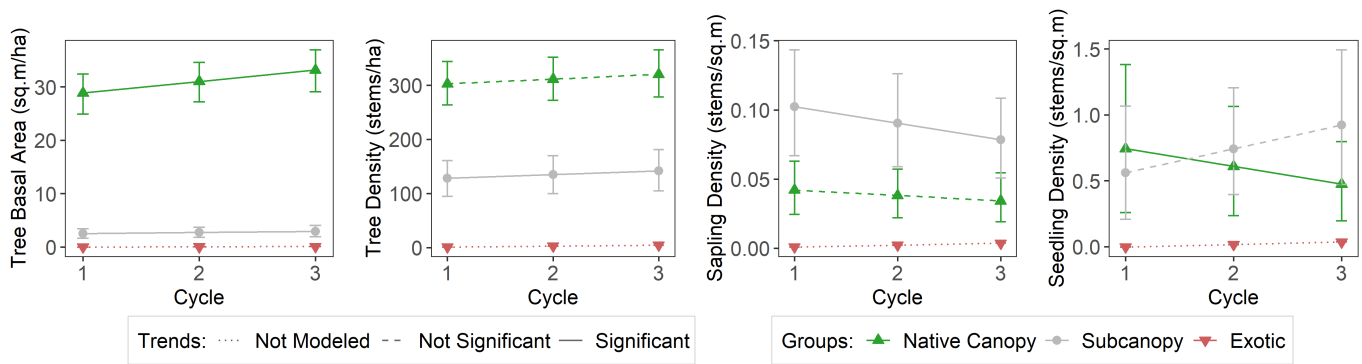 Tree Basal Area (sq.m/ha)
30
20
10
0
1 2 3
Cycle
Tree Density (stems/ha)
300
200
100
0
1 2 3
Cycle
Sapling Density (stems/sq.m)
0.15
0.10
0.05
0.00
1 2 3
Cycle
Seedling Density (stems/sq.m)
1.5
1.0
0.5
0.0
1 2 3
Cycle
Trends: Not Modeled Not Significant Significant
Groups: Native Canopy Subcanopy Exotic